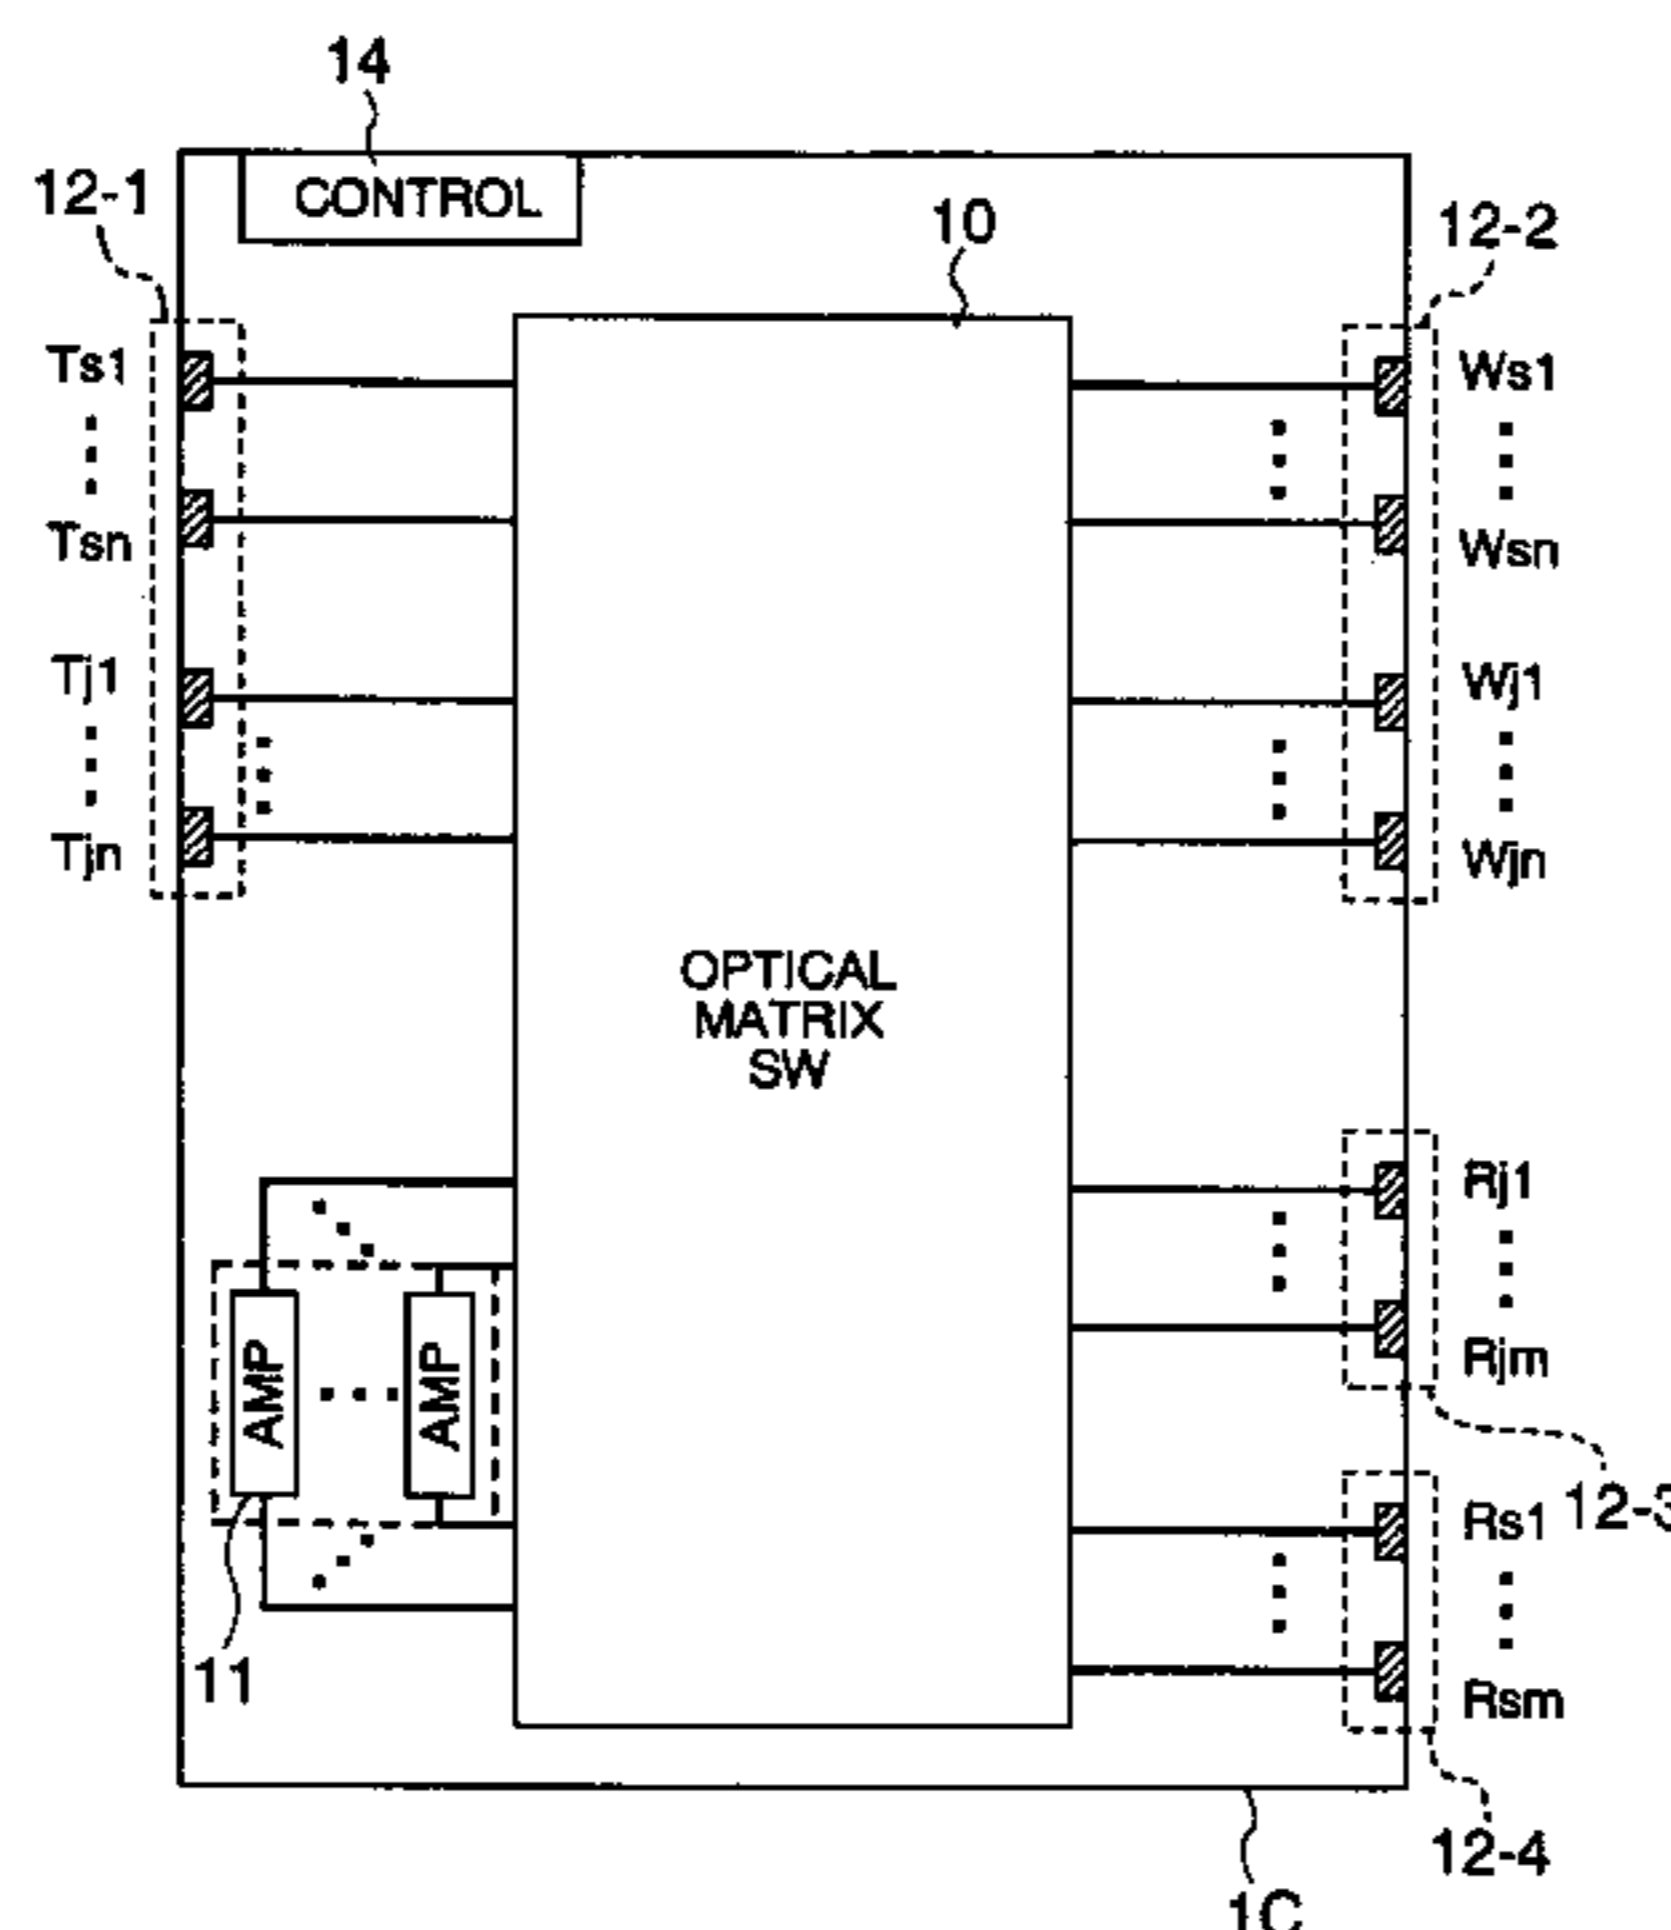 14
12-1
CONTROL
10
12-2
Ts1
Ws1
Tsn
Wsn
Tj1
Wj1
Tjn
Wjn
OPTICAL
MATRIX
SW
Rj1
AMP
AMP
Rjm
12-3
Rs1
11
Rsm
12-4
1C